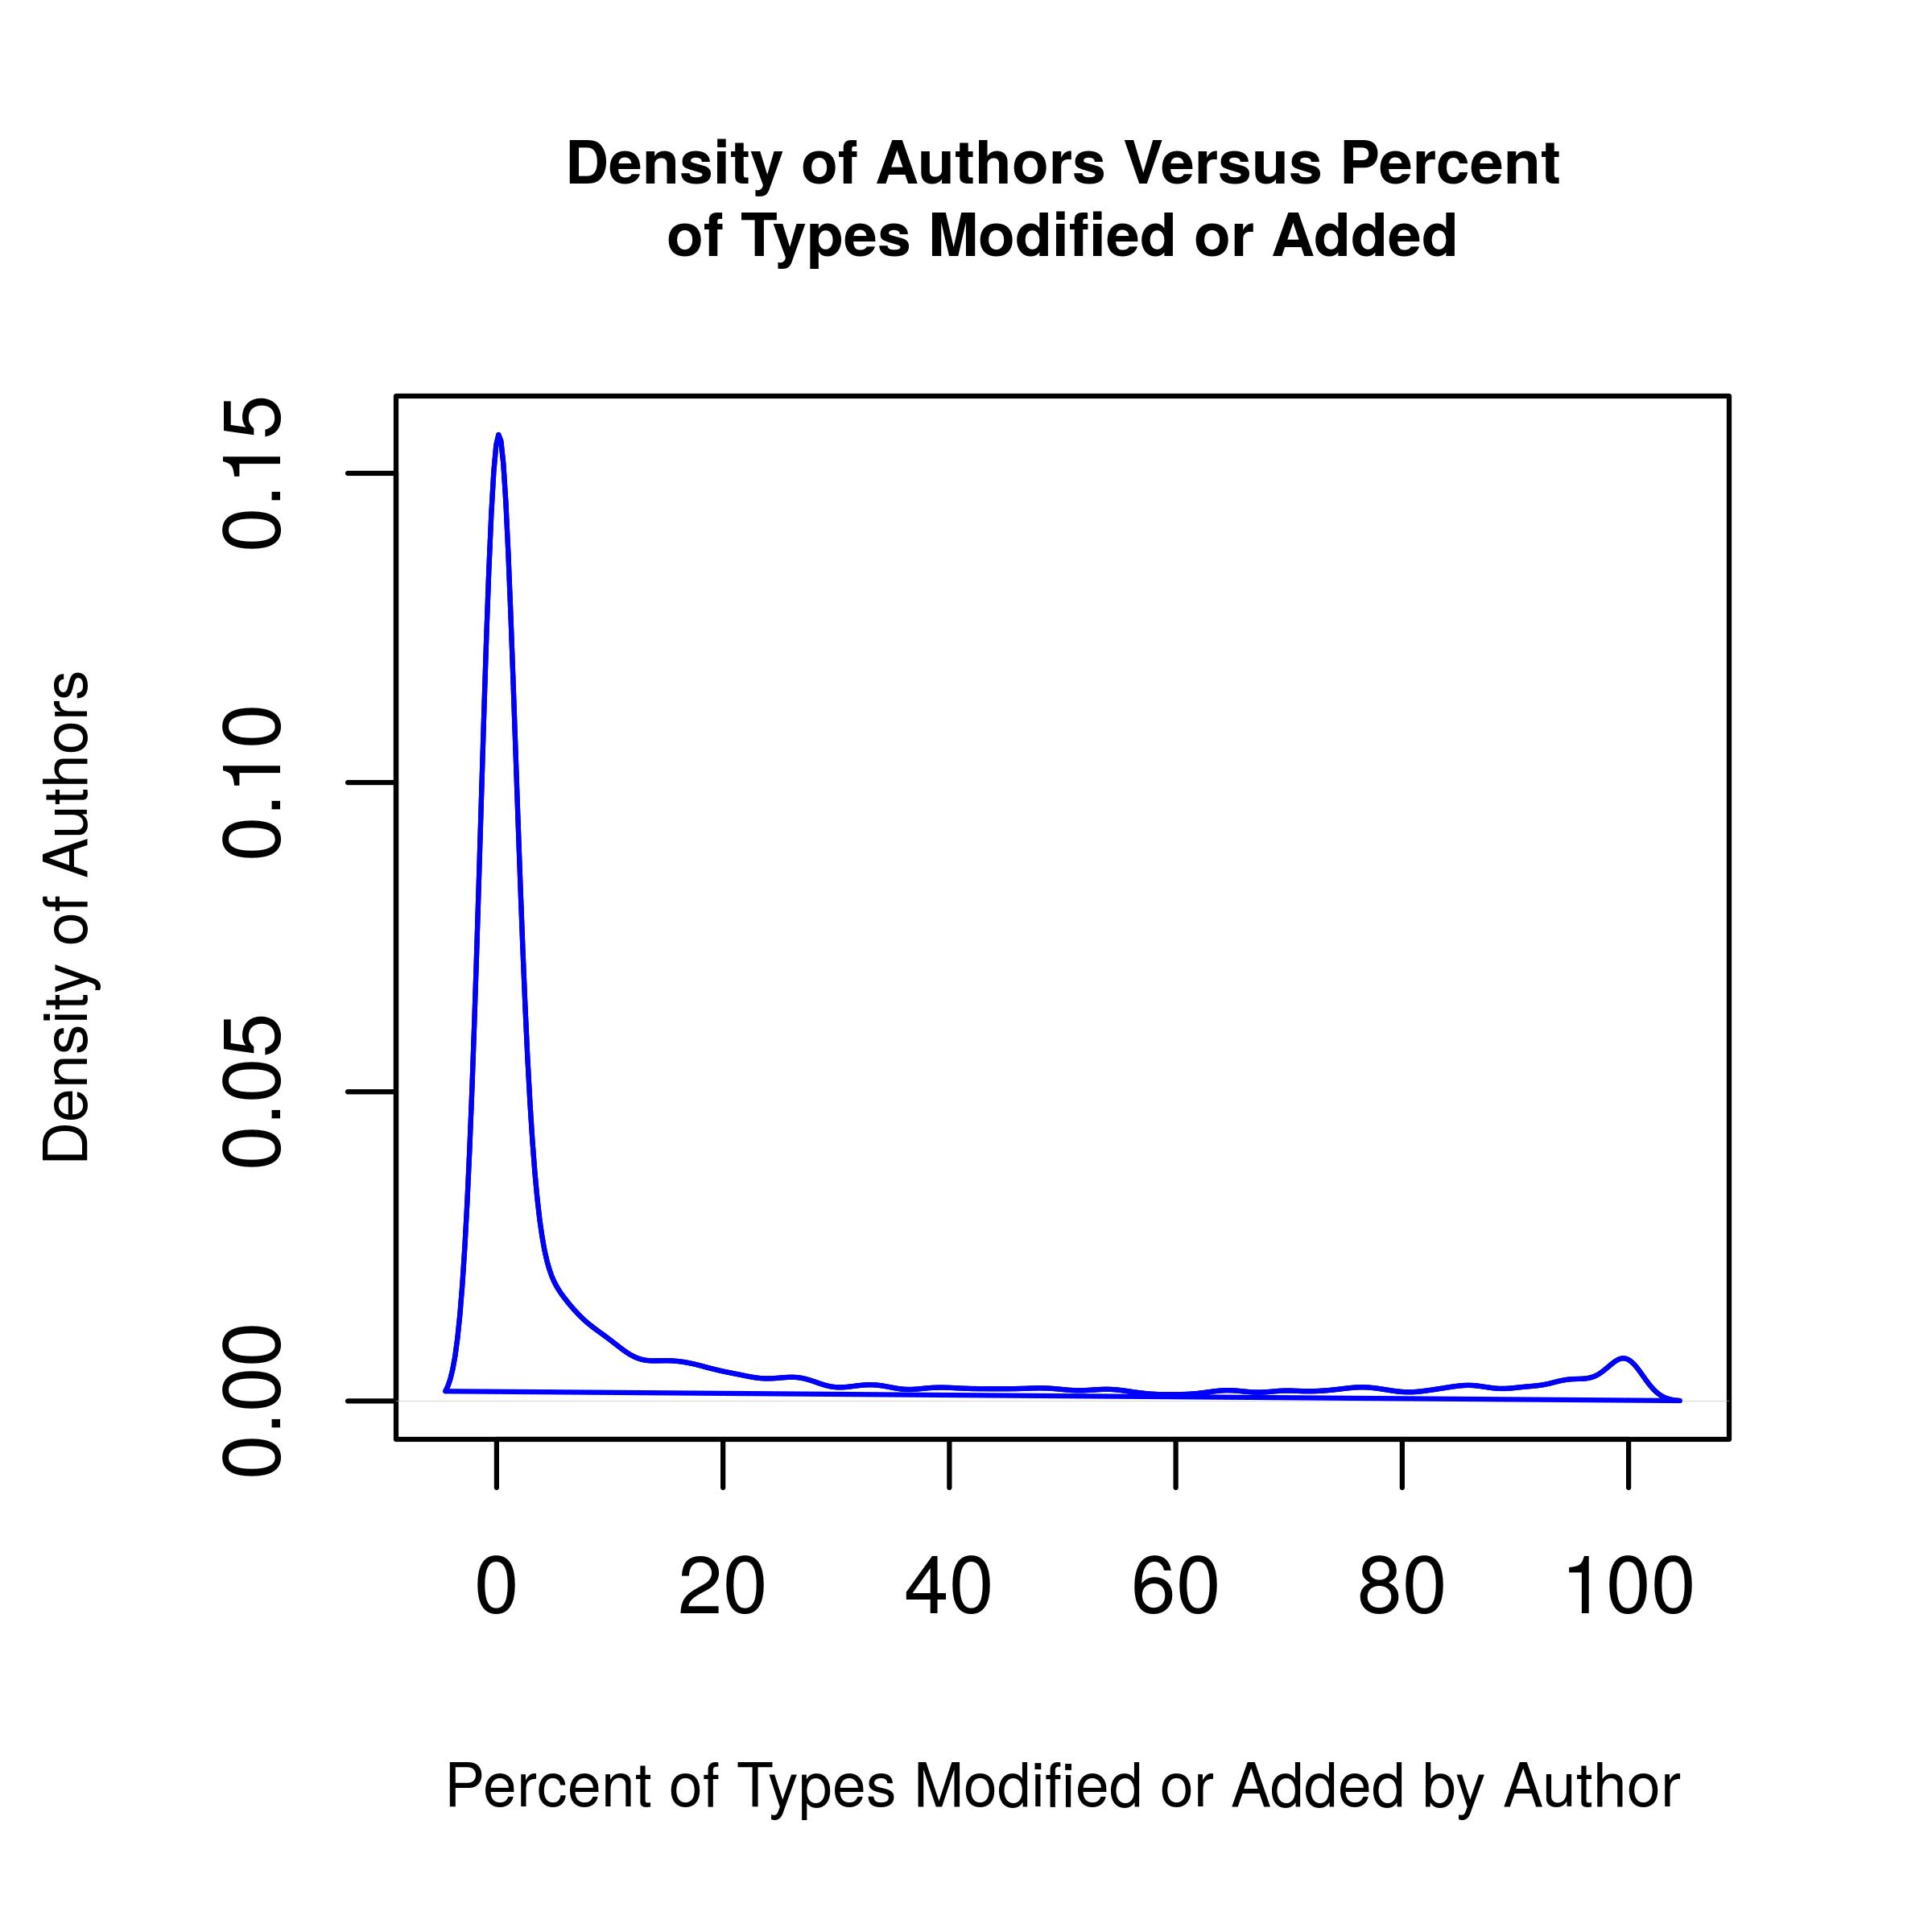 Density of Authors Versus Percent
of Types Modified or Added
Density of Authors
0.15
0.10
0.05
0.00
0 20 40 60 80 100
Percent of Types Modified or Added by Author